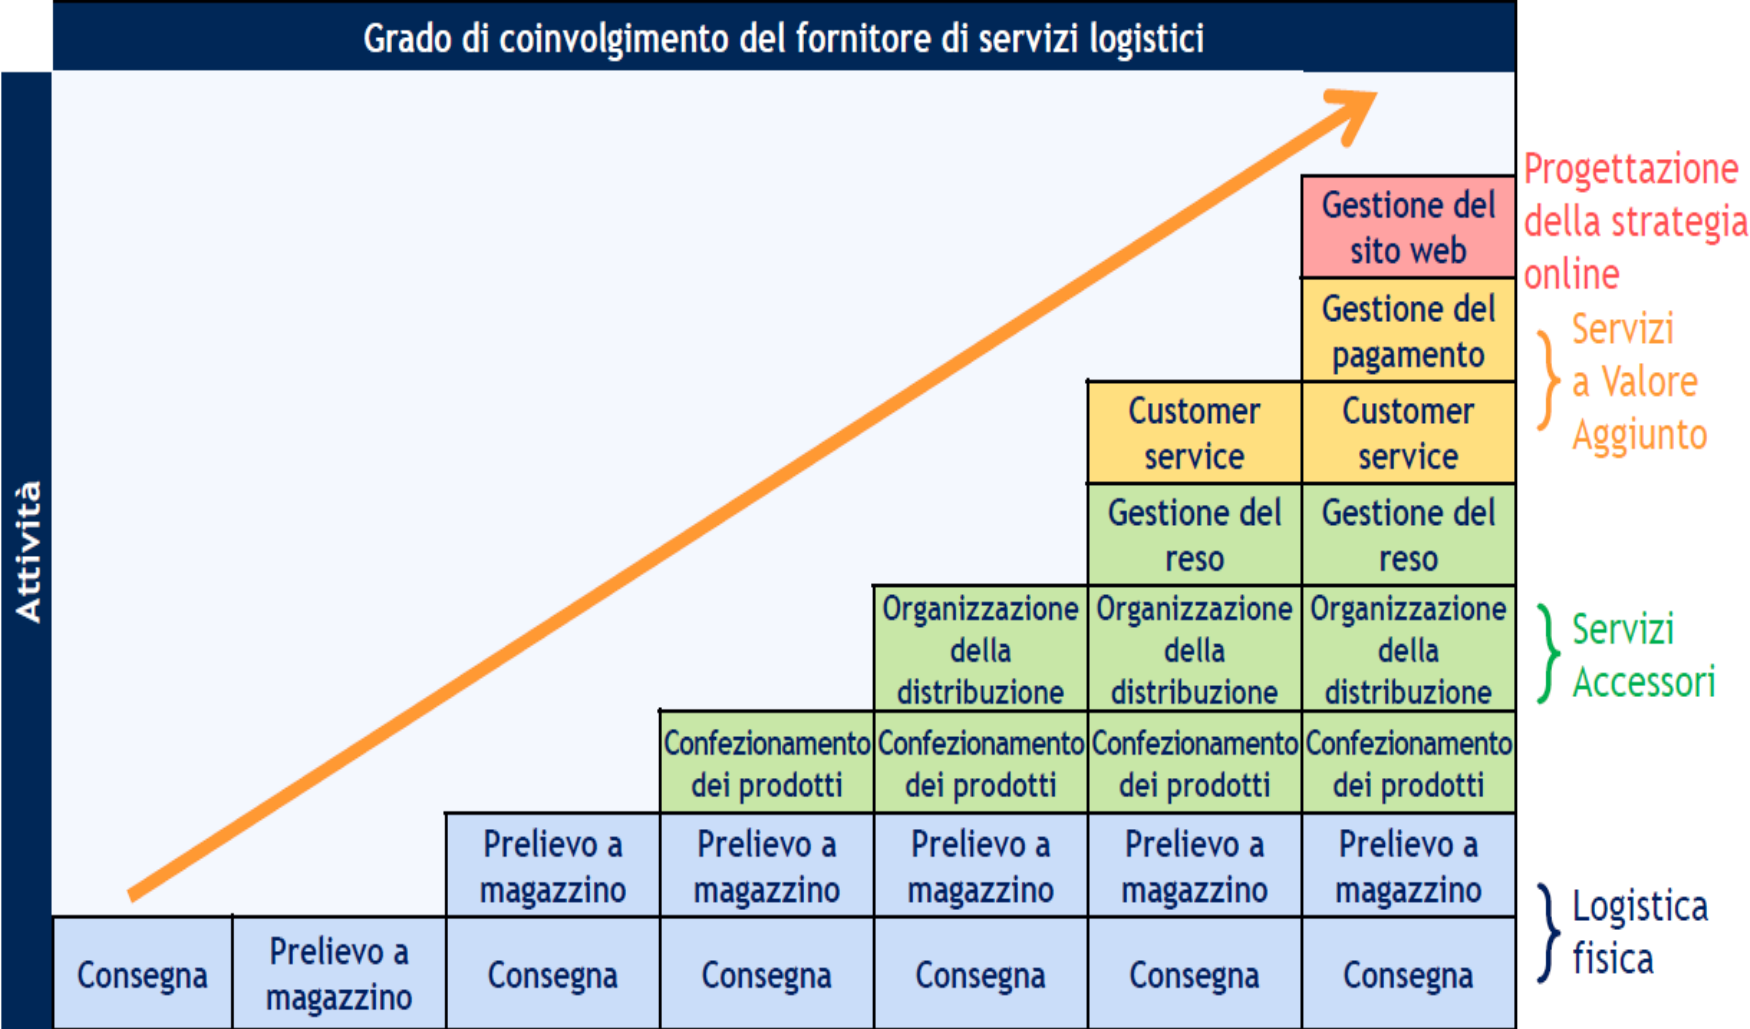 Grado di coinvolgimento del fornitore di servizi logistici
Attività
Gestione del
sito web
Progettazione
della strategia
online
Gestione del
pagamento
Servizi
a Valore
Aggiunto
Customer
service
Customer
service
Gestione del
reso
Gestione del
reso
Organizzazione
della
distribuzione
Organizzazione
della
distribuzione
Organizzazione
della
distribuzione
Servizi
Accessori
Confezionamento
dei prodotti
Confezionamento
dei prodotti
Confezionamento
dei prodotti
Confezionamento
dei prodotti
Prelievo a
magazzino
Prelievo a
magazzino
Prelievo a
magazzino
Prelievo a
magazzino
Prelievo a
magazzino
Logistica
fisica
Consegna
Prelievo a
magazzino
Consegna
Consegna
Consegna
Consegna
Consegna